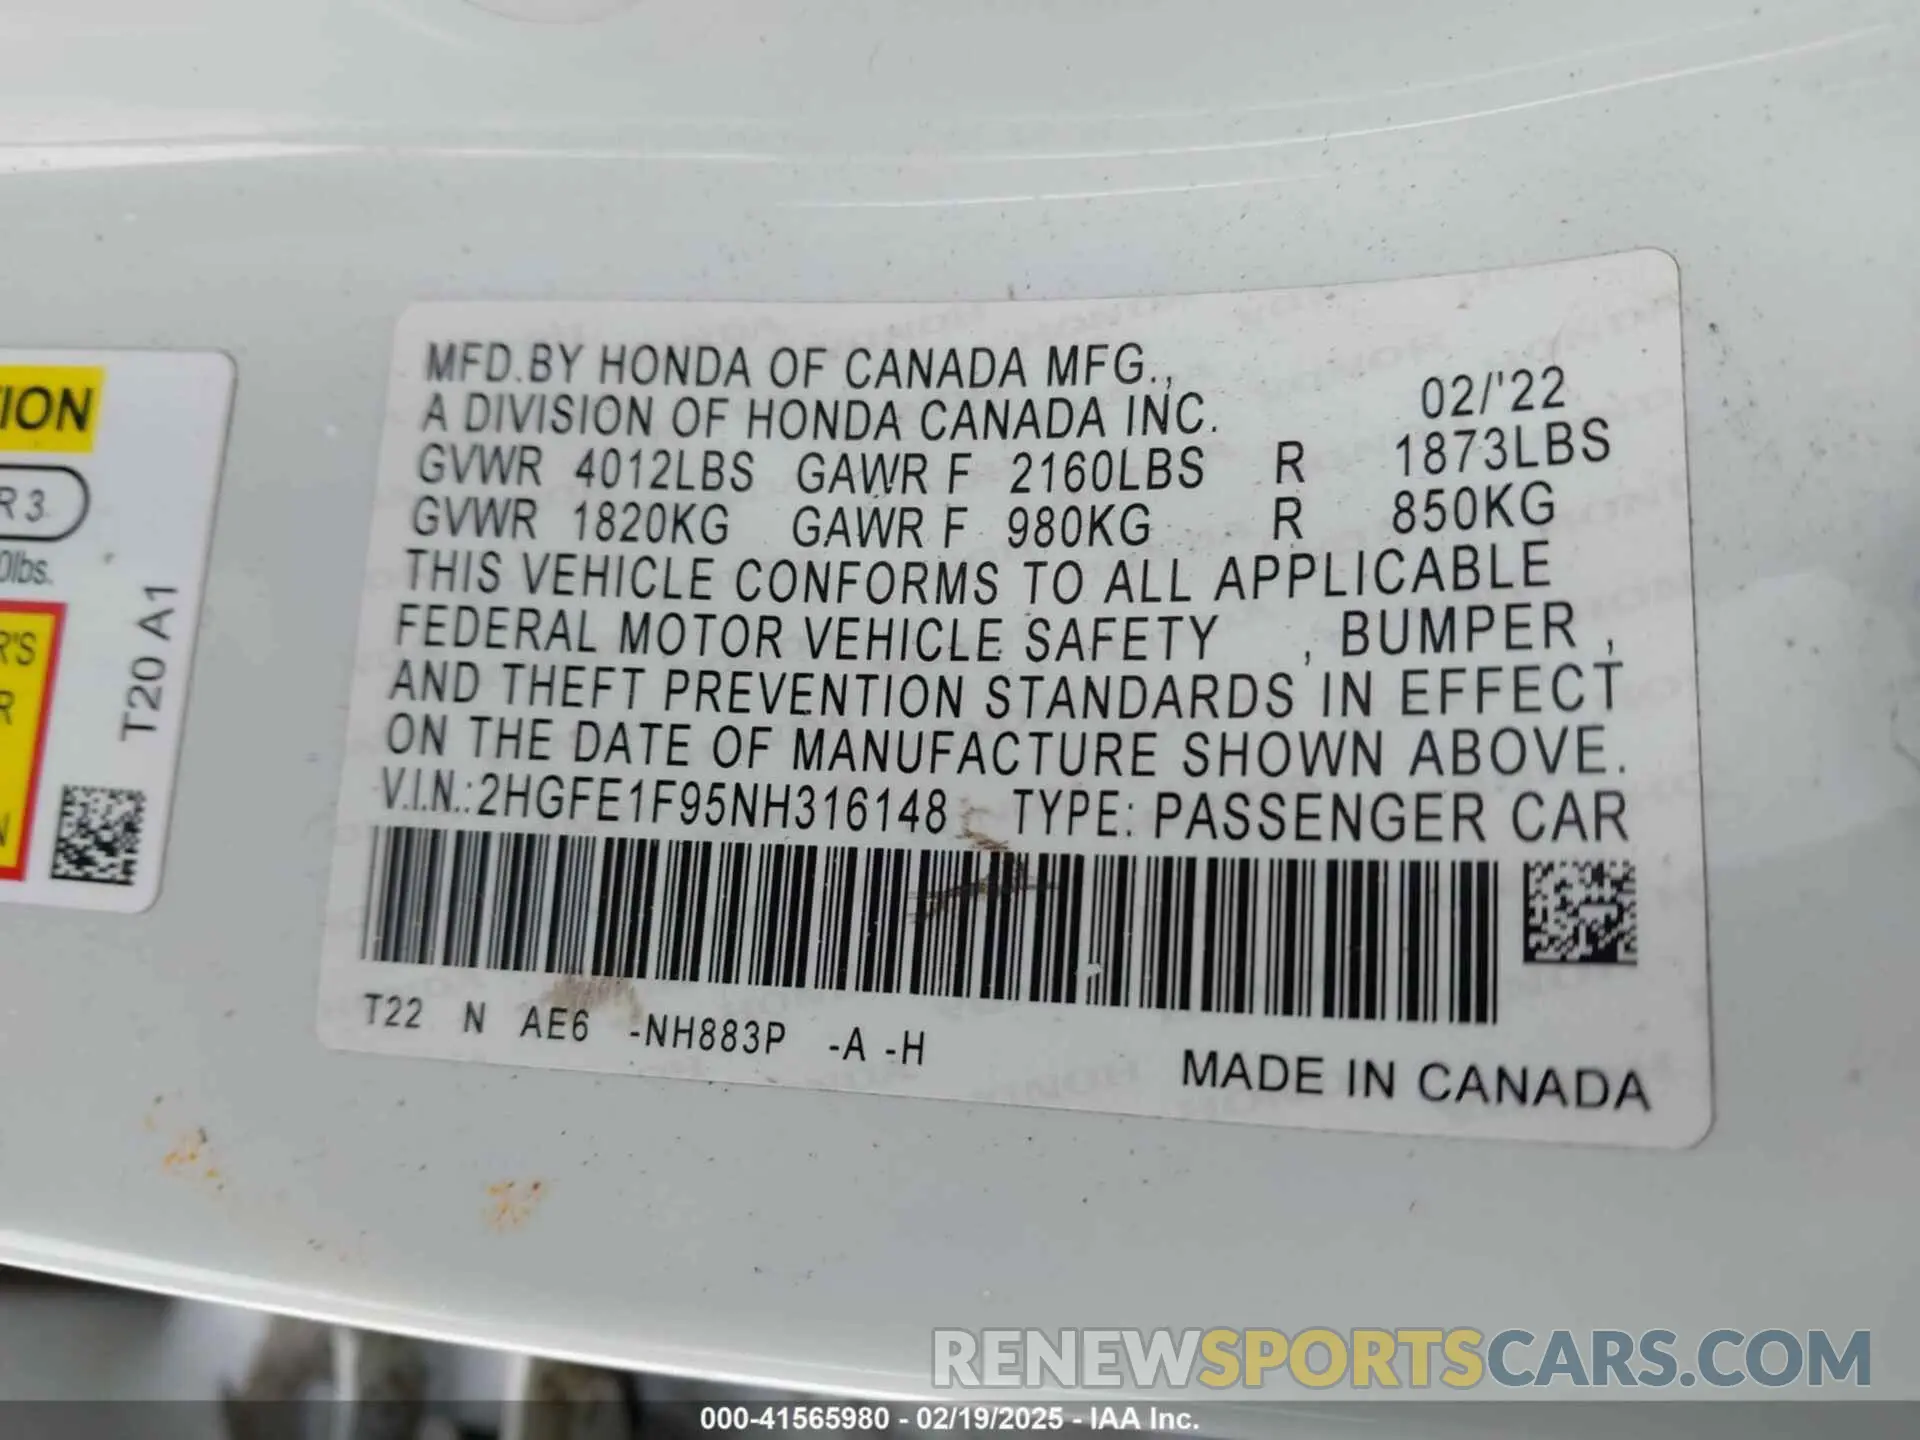 MFD.BY HONDA OF CANADA MFG.,
A DIVISION OF HONDA CANADA INC. 02/'22
GVWR 4012LBS GAWR F 2160LBS R 1873LBS
GVWR 1820KG GAWR F 980KG R 850KG
THIS VEHICLE CONFORMS TO ALL APPLICABLE
FEDERAL MOTOR VEHICLE SAFETY , BUMPER ,
AND THEFT PREVENTION STANDARDS IN EFFECT
ON THE DATE OF MANUFACTURE SHOWN ABOVE.
V.I.N.: 2HGFE1F95NH316148 TYPE: PASSENGER CAR
T22 N AE6 -NH883P -A -H
MADE IN CANADA
ION
R 3
0lbs.
R'S
R
N
T20 A1
RENEWSPORTSCARS.COM
000-41565980 - 02/19/2025 - IAA Inc.